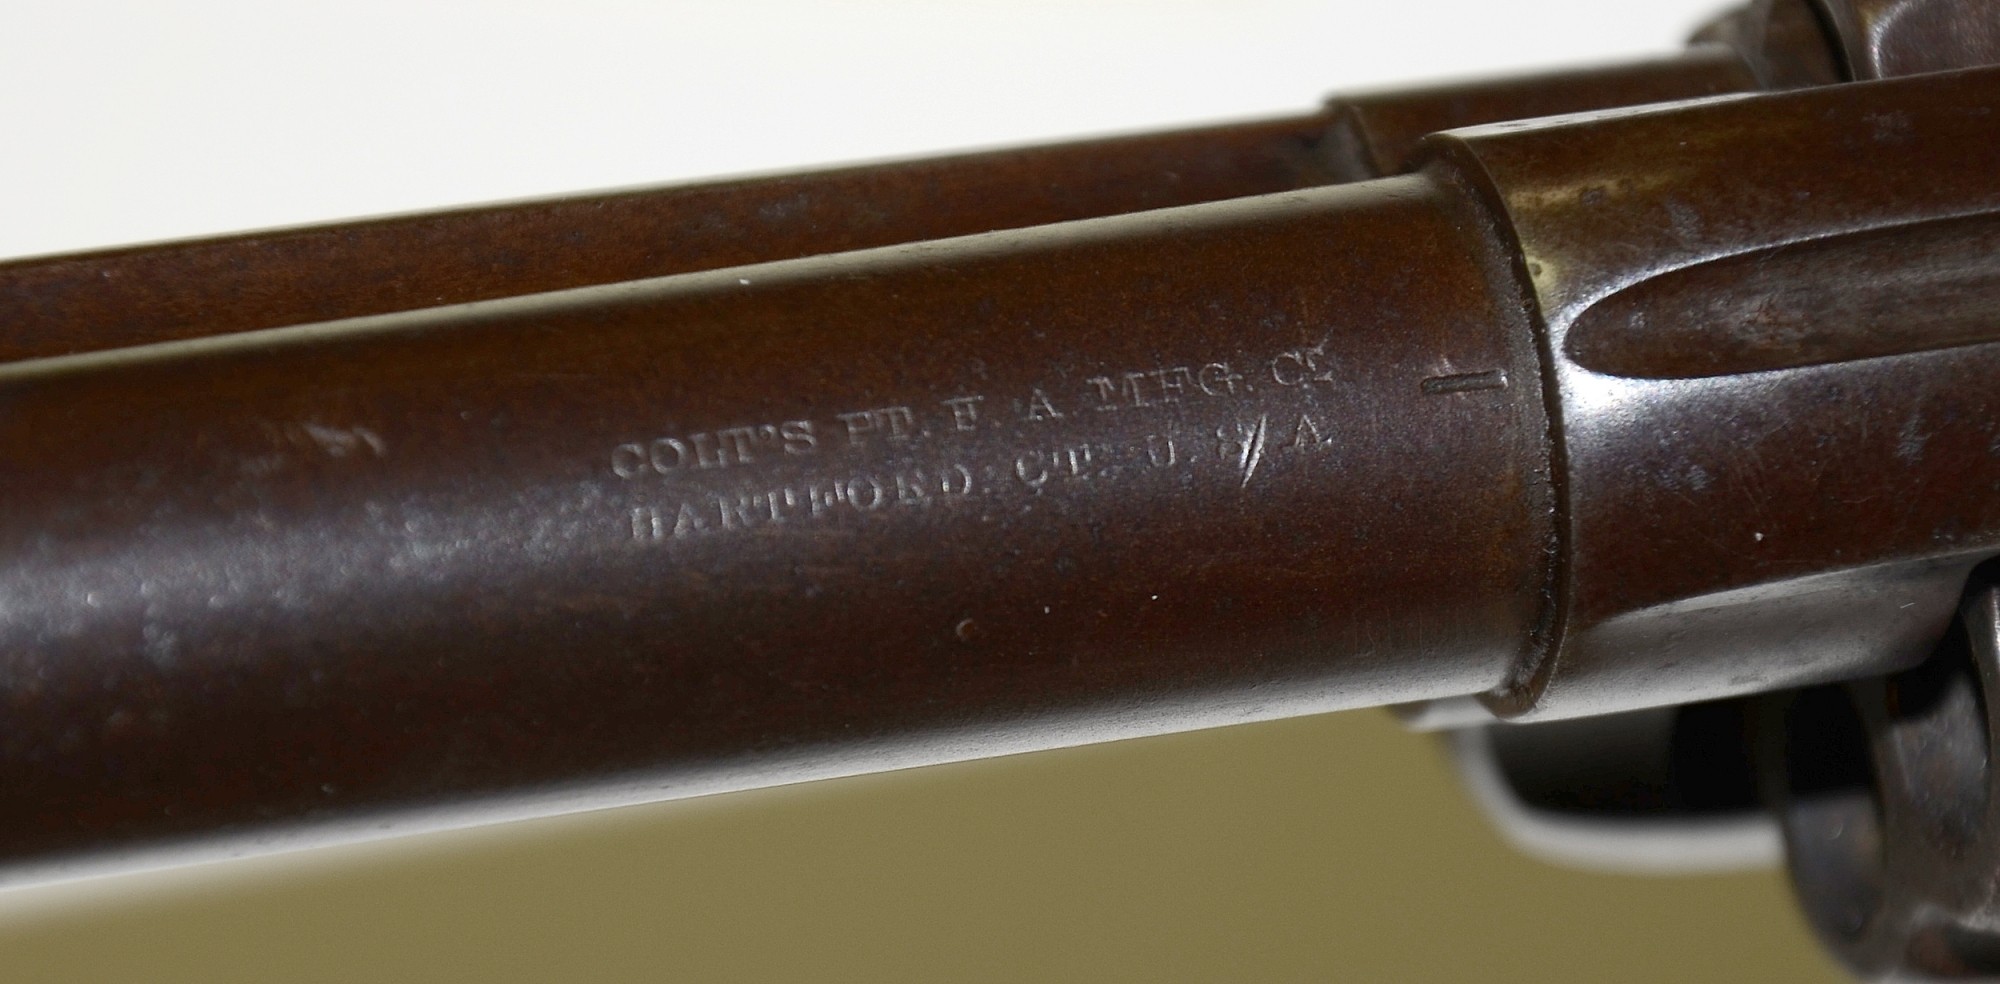 COLT'S PT. F. A MFG. Co.
HARTFORD. CT. U. S. A.